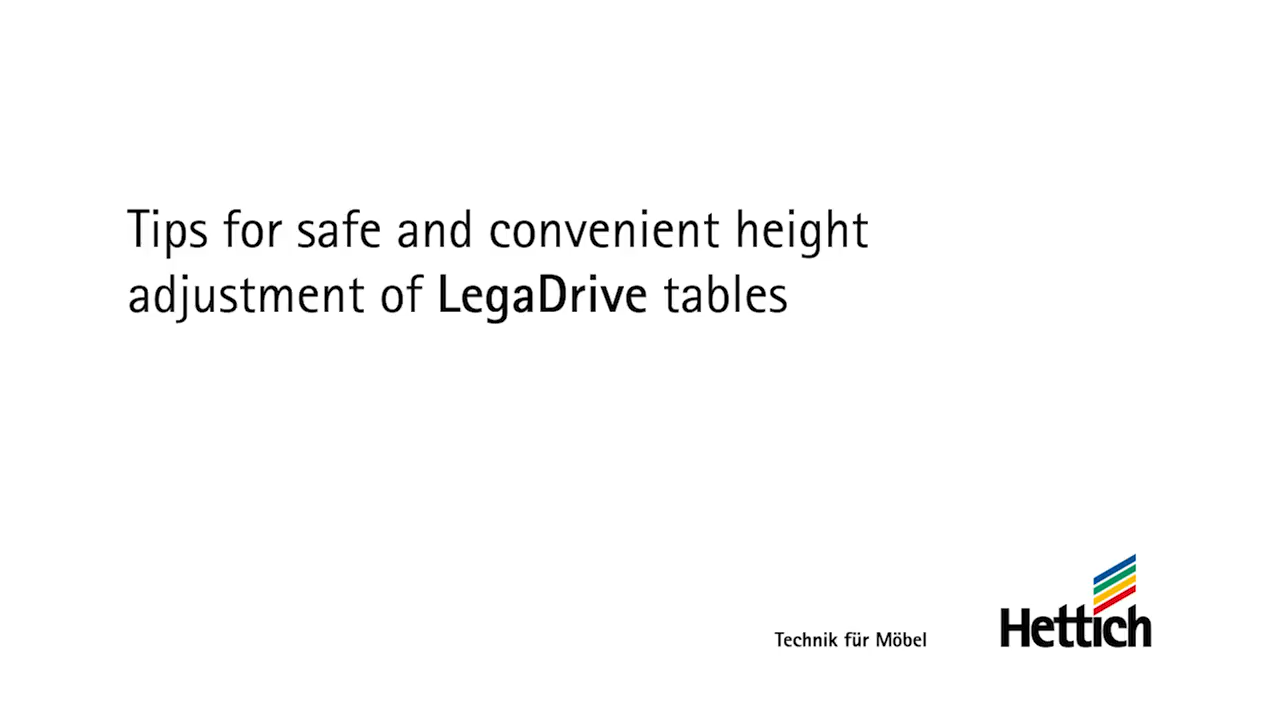 Tips for safe and convenient height
adjustment of LegaDrive tables
Technik für Möbel
Hettich